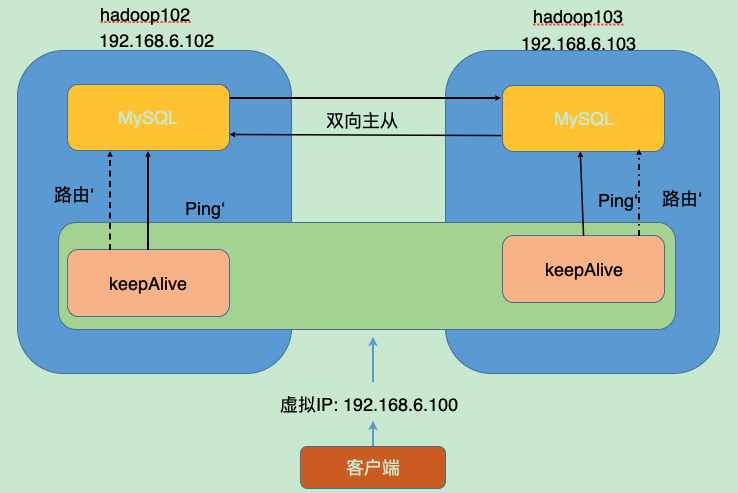 hadoop102
192.168.6.102
hadoop103
192.168.6.103
MySQL
双向主从
MySQL
路由‘
Ping‘
Ping‘
路由‘
keepAlive
keepAlive
虚拟IP: 192.168.6.100
客户端